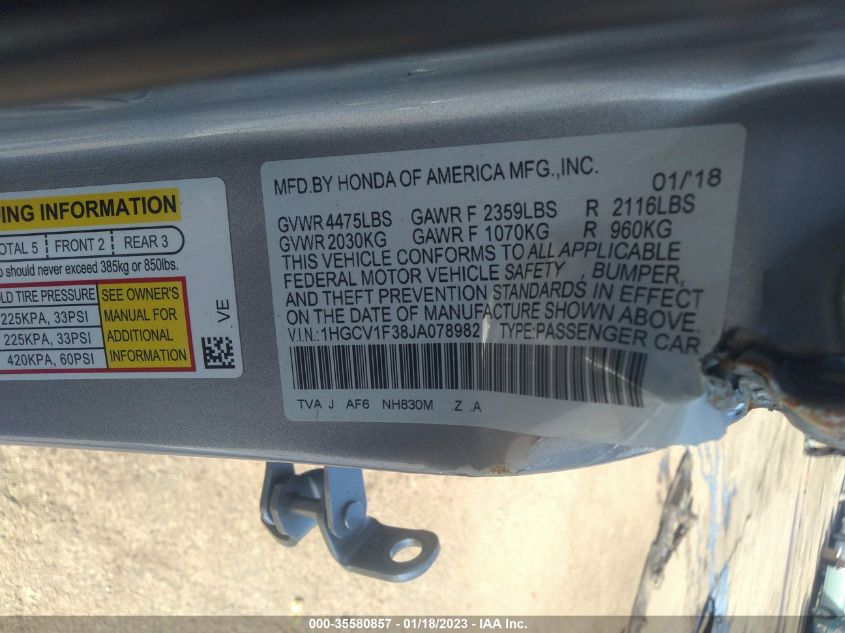 MFD.BY HONDA OF AMERICA MFG.,INC. 01/'18
GVWR 4475LBS GAWR F 2359LBS R 2116LBS
GVWR 2030KG GAWR F 1070KG R 960KG
THIS VEHICLE CONFORMS TO ALL APPLICABLE
FEDERAL MOTOR VEHICLE SAFETY , BUMPER,
AND THEFT PREVENTION STANDARDS IN EFFECT
ON THE DATE OF MANUFACTURE SHOWN ABOVE.
V.I.N.:1HGCV1F38JA078982 TYPE:PASSENGER CAR
TVA J AF6 NH830M .Z .A
INFORMATION
TOTAL 5 FRONT 2 REAR 3
should never exceed 385kg or 850lbs.
TIRE PRESSURE
225KPA, 33PSI
225KPA, 33PSI
420KPA, 60PSI
SEE OWNER'S
MANUAL FOR
ADDITIONAL
INFORMATION
.VE
000-35580857 - 01/18/2023 - IAA Inc.